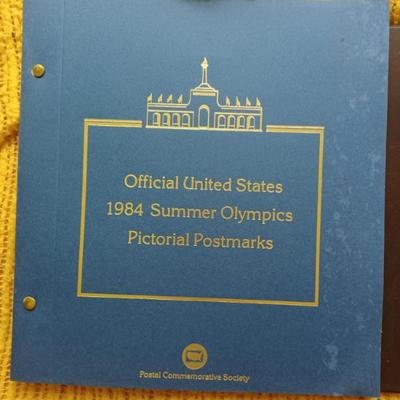 Official United States
1984 Summer Olympics
Pictorial Postmarks
Postal Commemorative Society